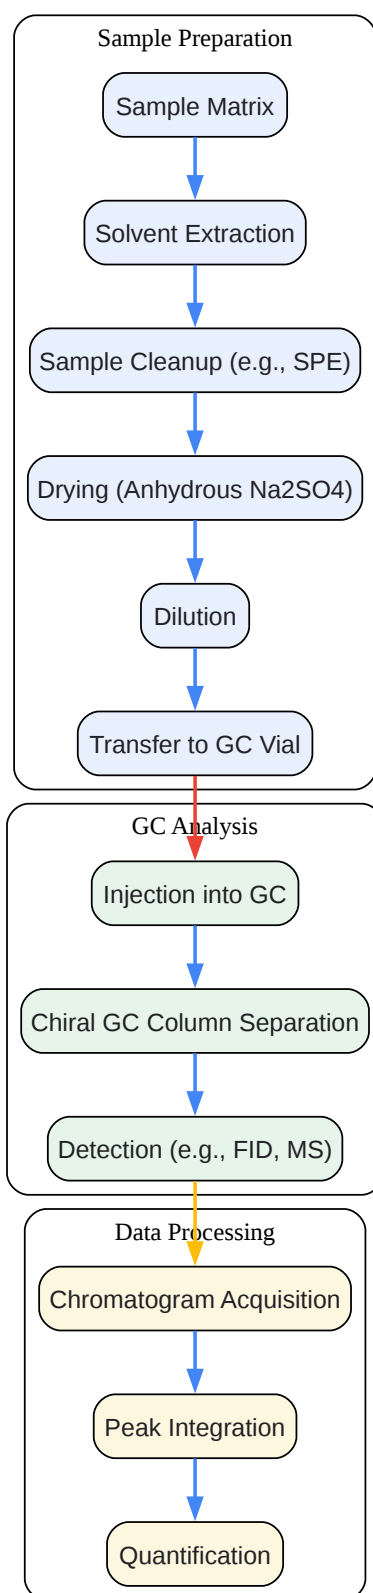 Sample Preparation
Sample Matrix
Solvent Extraction
Sample Cleanup (e.g., SPE)
Drying (Anhydrous Na2SO4)
Dilution
Transfer to GC Vial
GC Analysis
Injection into GC
Chiral GC Column Separation
Detection (e.g., FID, MS)
Data Processing
Chromatogram Acquisition
Peak Integration
Quantification